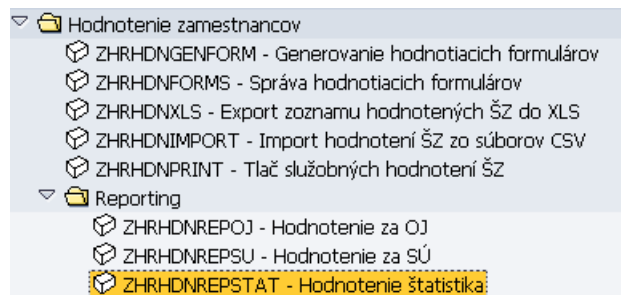 Hodnotenie zamestnancov
ZHRHDNGENFORM - Generovanie hodnotiacich formulárov
ZHRHDNFORMS - Správa hodnotiacich formulárov
ZHRHDNXLS - Export zoznamu hodnotených ŠZ do XLS
ZHRHDNIMPORT - Import hodnotení ŠZ zo súborov CSV
ZHRHDNPRINT - Tlač služobných hodnotení ŠZ
Reporting
ZHRHDNREPOJ - Hodnotenie za OJ
ZHRHDNREPSU - Hodnotenie za SÚ
ZHRHDNREPSTAT - Hodnotenie štatistika